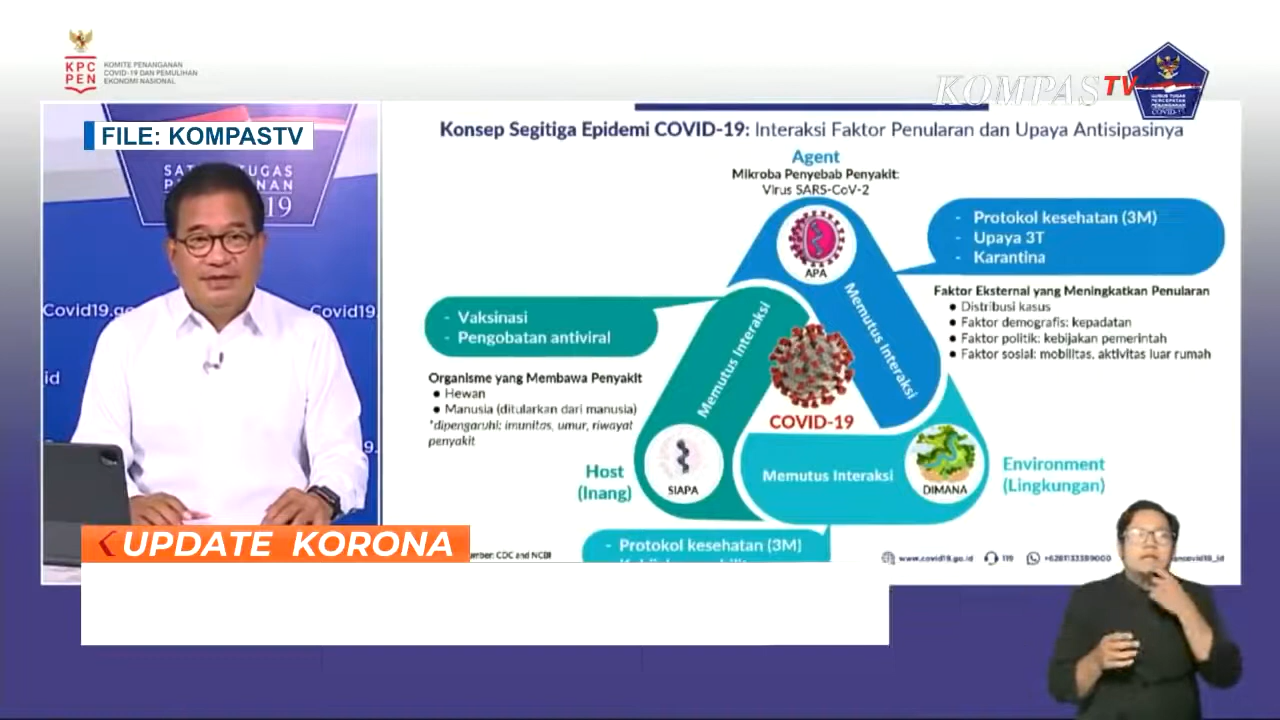 KPC
PEN
KOMITE PENANGANAN
COVID-19 DAN PEMULIHAN
EKONOMI NASIONAL
KOMPASTV
FILE: KOMPASTV
Covid19.go
Covid19.
id
Konsep Segitiga Epidemi COVID-19: Interaksi Faktor Penularan dan Upaya Antisipasinya
Agent
Mikroba Penyebab Penyakit:
Virus SARS-CoV-2
APA
- Protokol kesehatan (3M)
- Upaya 3T
- Karantina
Faktor Eksternal yang Meningkatkan Penularan
● Distribusi kasus
● Faktor demografis: kepadatan
● Faktor politik: kebijakan pemerintah
● Faktor sosial: mobilitas, aktivitas luar rumah
- Vaksinasi
- Pengobatan antiviral
Organisme yang Membawa Penyakit
● Hewan
● Manusia (ditularkan dari manusia)
*dipengaruhi: imunitas, umur, riwayat
penyakit
Memutus Interaksi
Memutus Interaksi
COVID-19
Memutus Interaksi
Host
(Inang)
SIAPA
DIMANA
Environment
(Lingkungan)
- Protokol kesehatan (3M)
CDC and NCBI
www.covid19.go.id
119
UPDATE KORONA